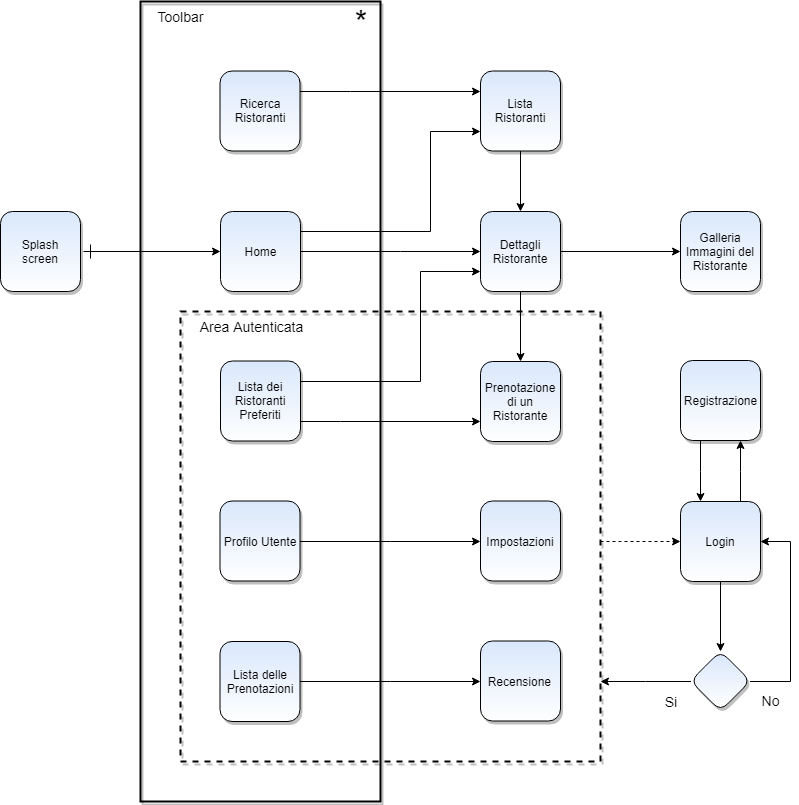 Toolbar
*
Ricerca
Ristoranti
Lista
Ristoranti
Splash
screen
Home
Dettagli
Ristorante
Galleria
Immagini del
Ristorante
Area Autenticata
Lista dei
Ristoranti
Preferiti
Prenotazione
di un
Ristorante
Registrazione
Profilo Utente
Impostazioni
Login
Lista delle
Prenotazioni
Recensione
Si
No